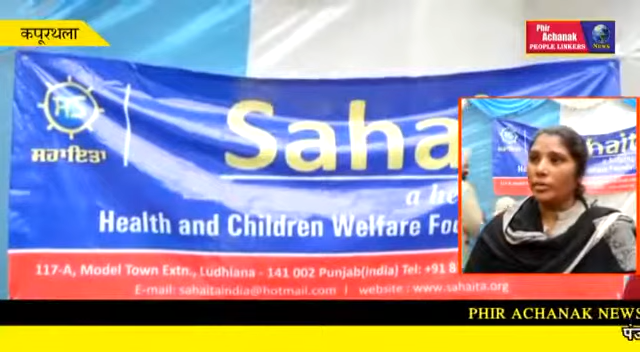 कपूरथला
Phir
Achanak
PEOPLE LINKERS
News
ਸਹਾਇਤਾ
Saha
a he
Health and Children Welfare Fou
117-A, Model Town Extn., Ludhiana - 141 002 Punjab(india) Tel: +91 8
E-mail: sahaitaindia@hotmail.com | website : www.sahaita.org
PHIR ACHANAK NEWS